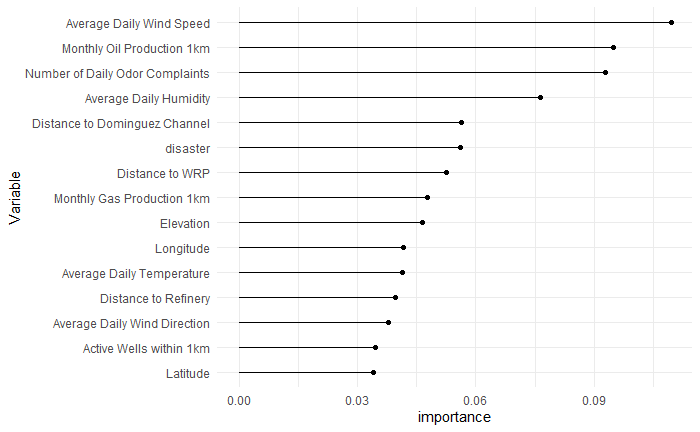 Average Daily Wind Speed
Monthly Oil Production 1km
Number of Daily Odor Complaints
Average Daily Humidity
Distance to Dominguez Channel
disaster
Distance to WRP
Monthly Gas Production 1km
Elevation
Longitude
Average Daily Temperature
Distance to Refinery
Average Daily Wind Direction
Active Wells within 1km
Latitude
Variable
0.00 0.03 0.06 0.09
importance